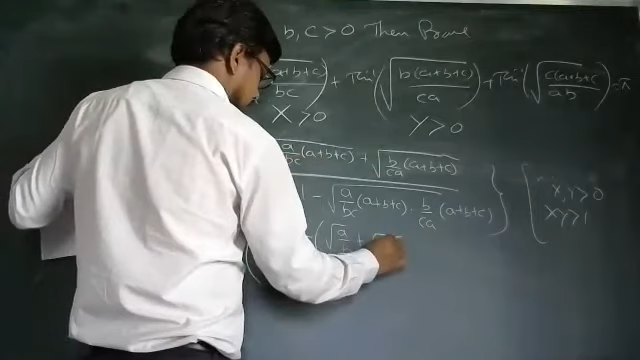 b, c > 0 Then Prove
a+b+c)/bc) + Tan⁻¹(√(b(a+b+c)/ca)) + Tan⁻¹(√(c(a+b+c)/ab)) = π
X > 0 Y > 0
√(a/bc (a+b+c)) + √(b/ca (a+b+c))
1 - √(a/bc (a+b+c) · b/ca (a+b+c)) } [ ∵ X, Y > 0
XY > 1
(√a/b +